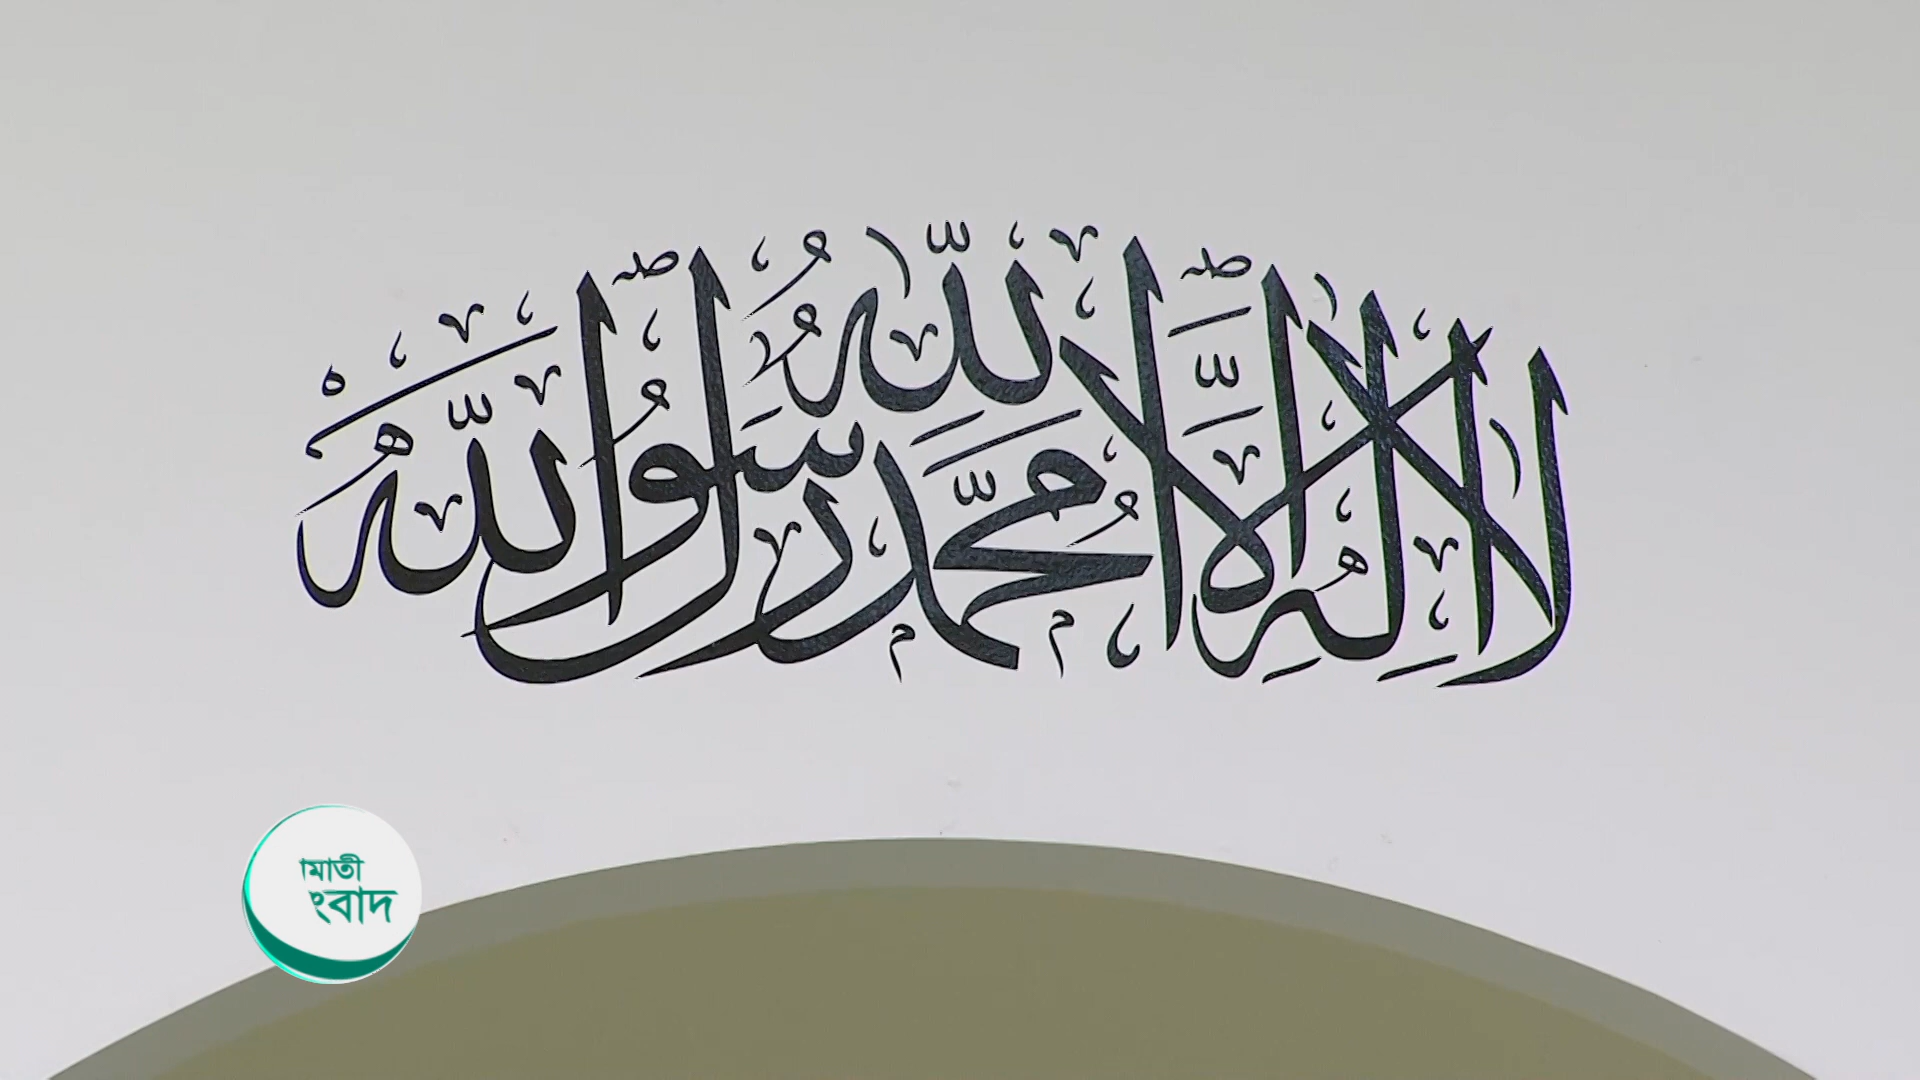 لا إله إلا الله محمد رسول الله
মাতী
ংবাদ